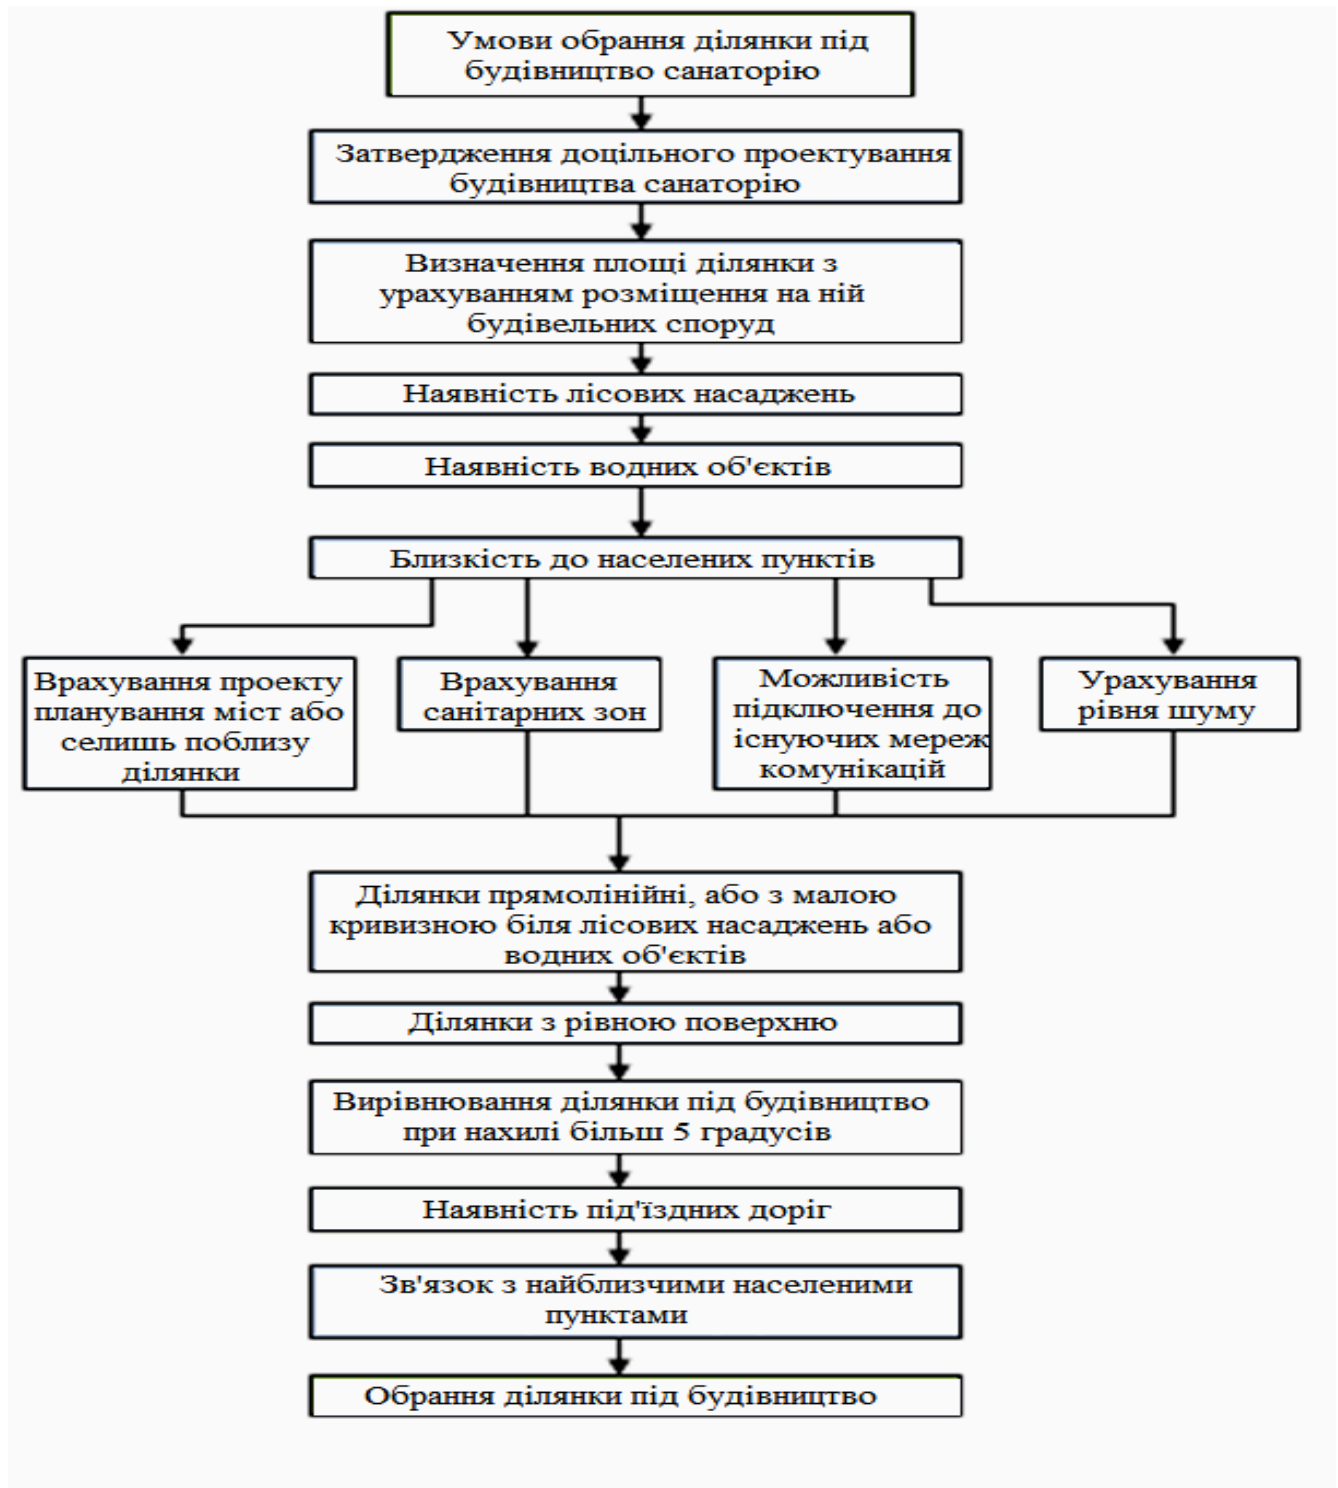 Умови обрання ділянки під
будівництво санаторію
Затвердження доцільного проектування
будівництва санаторію
Визначення площі ділянки з
урахуванням розміщення на ній
будівельних споруд
Наявність лісових насаджень
Наявність водних об'єктів
Близкість до населених пунктів
Врахування проекту
планування міст або
селишь поблизу
ділянки
Врахування
санітарних зон
Можливість
підключення до
існуючих мереж
комунікацій
Урахування
рівня шуму
Ділянки прямолінійні, або з малою
кривизною біля лісових насаджень або
водних об'єктів
Ділянки з рівною поверхню
Вирівнювання ділянки під будівництво
при нахилі більш 5 градусів
Наявність під'їздних доріг
Зв'язок з найблизчими населеними
пунктами
Обрання ділянки під будівництво